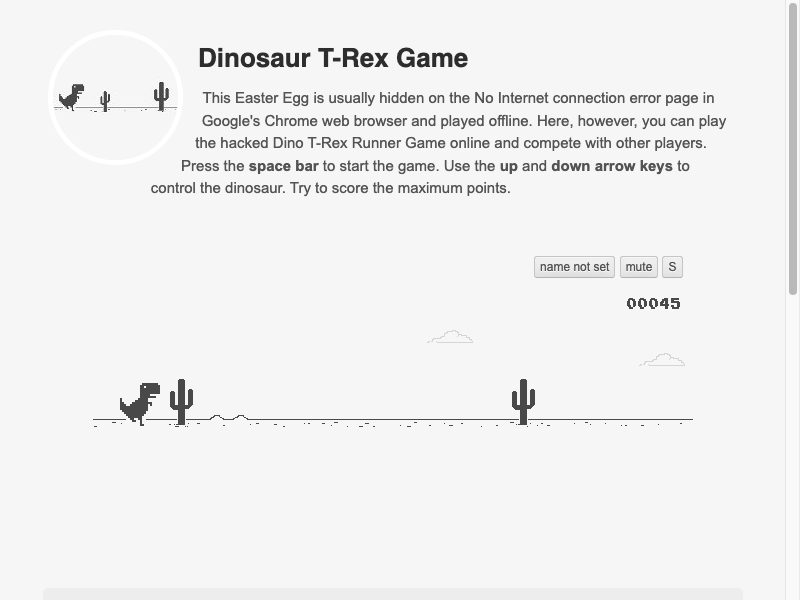 Dinosaur T-Rex Game
This Easter Egg is usually hidden on the No Internet connection error page in
Google's Chrome web browser and played offline. Here, however, you can play
the hacked Dino T-Rex Runner Game online and compete with other players.
Press the space bar to start the game. Use the up and down arrow keys to
control the dinosaur. Try to score the maximum points.
name not set mute S
00045